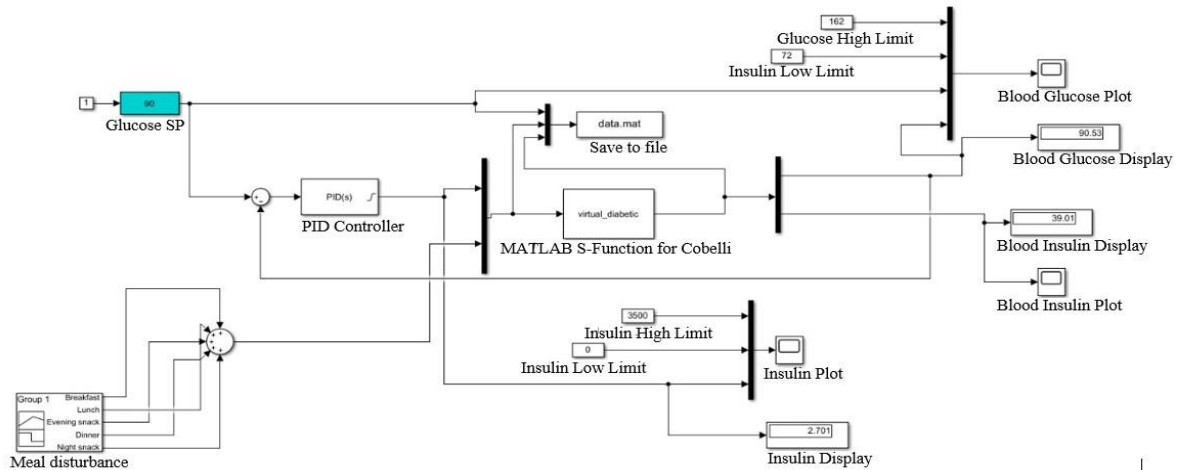 162
Glucose High Limit
72
Insulin Low Limit
Blood Glucose Plot
1
90
Glucose SP
data.mat
Save to file
90.53
Blood Glucose Display
PID(s)
PID Controller
virtual_diabetic
MATLAB S-Function for Cobelli
39.01
Blood Insulin Display
Blood Insulin Plot
3500
Insulin High Limit
0
Insulin Low Limit
Insulin Plot
Group 1
Breakfast
Lunch
Evening snack
Dinner
Night snack
Meal disturbance
2.701
Insulin Display